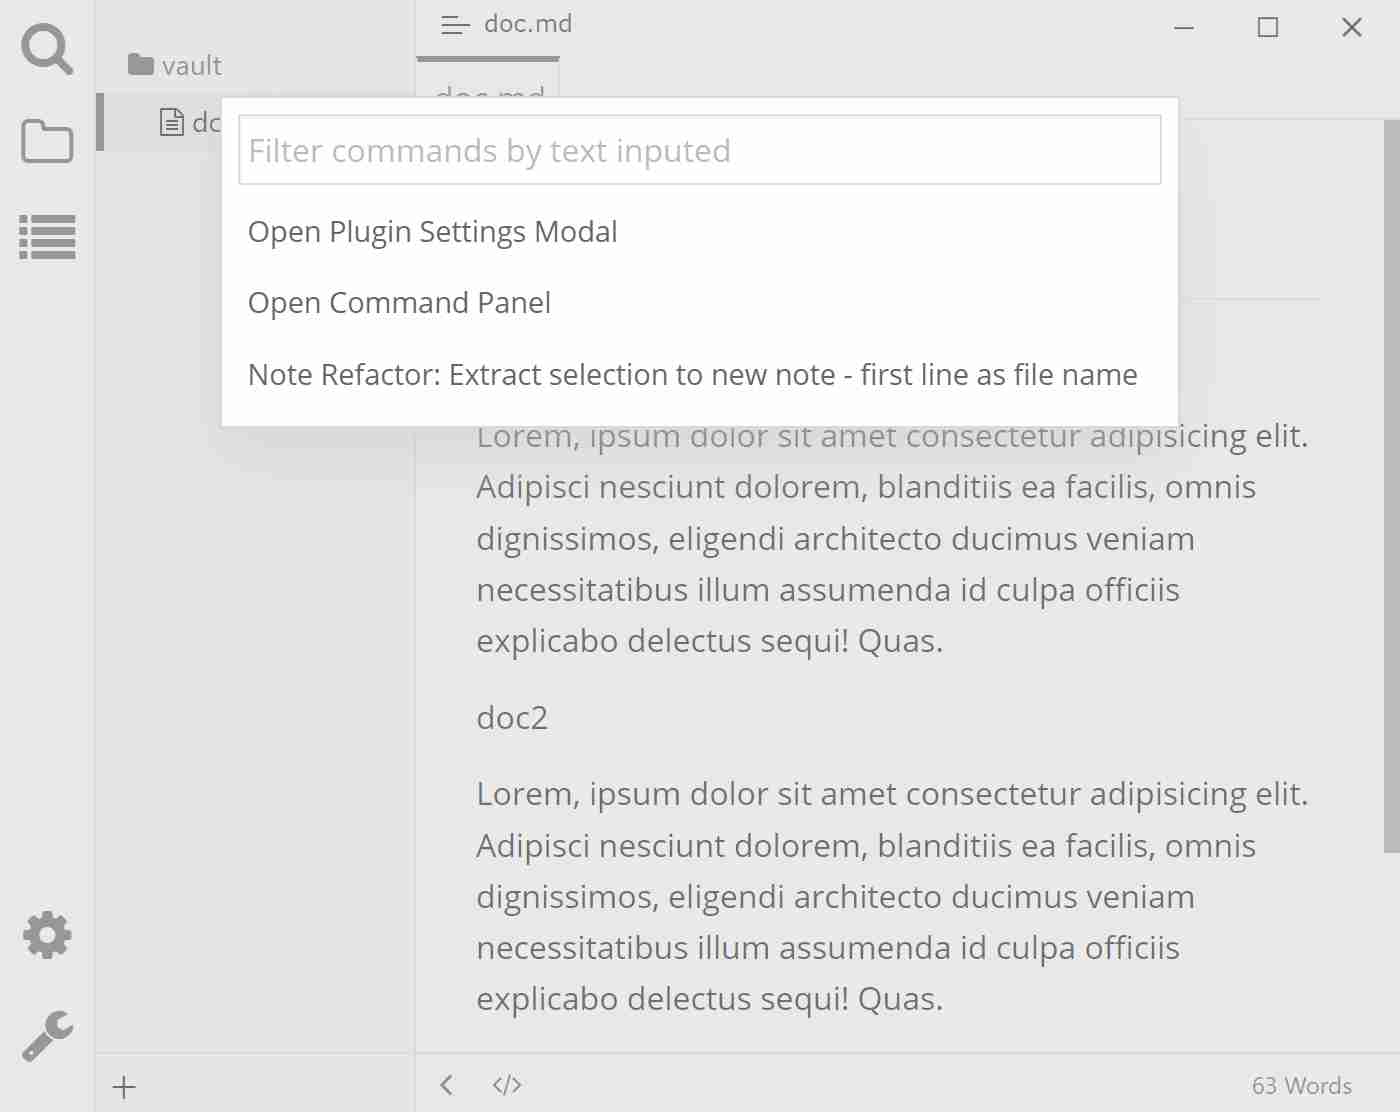 doc.md
vault
doc.md
Filter commands by text inputed
Open Plugin Settings Modal
Open Command Panel
Note Refactor: Extract selection to new note - first line as file name
Lorem, ipsum dolor sit amet consectetur adipisicing elit.
Adipisci nesciunt dolorem, blanditiis ea facilis, omnis
dignissimos, eligendi architecto ducimus veniam
necessitatibus illum assumenda id culpa officiis
explicabo delectus sequi! Quas.
doc2
Lorem, ipsum dolor sit amet consectetur adipisicing elit.
Adipisci nesciunt dolorem, blanditiis ea facilis, omnis
dignissimos, eligendi architecto ducimus veniam
necessitatibus illum assumenda id culpa officiis
explicabo delectus sequi! Quas.
63 Words